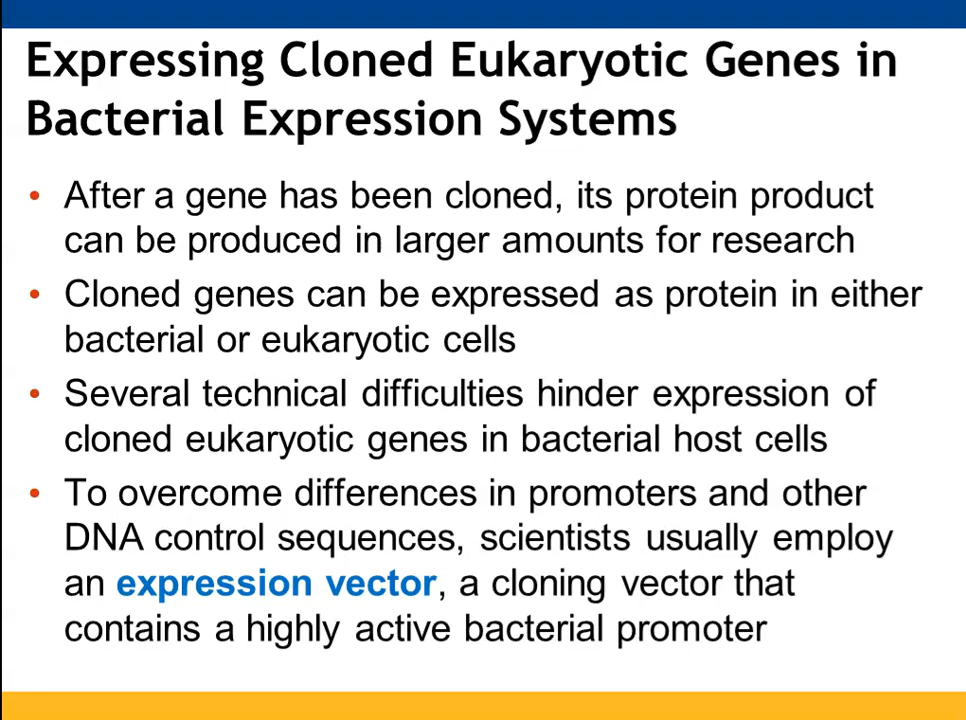 Expressing Cloned Eukaryotic Genes in
Bacterial Expression Systems
• After a gene has been cloned, its protein product
can be produced in larger amounts for research
• Cloned genes can be expressed as protein in either
bacterial or eukaryotic cells
• Several technical difficulties hinder expression of
cloned eukaryotic genes in bacterial host cells
• To overcome differences in promoters and other
DNA control sequences, scientists usually employ
an expression vector, a cloning vector that
contains a highly active bacterial promoter